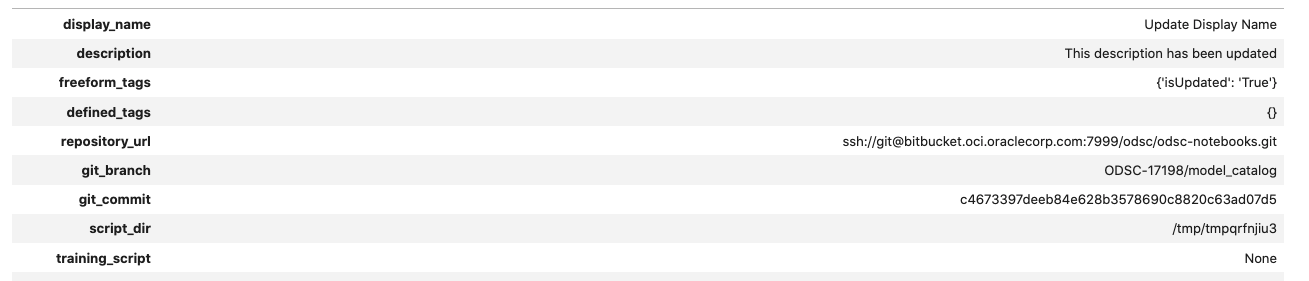 display_name Update Display Name
description This description has been updated
freeform_tags {'isUpdated': 'True'}
defined_tags {}
repository_url ssh://git@bitbucket.oci.oraclecorp.com:7999/odsc/odsc-notebooks.git
git_branch ODSC-17198/model_catalog
git_commit c4673397deeb84e628b3578690c8820c63ad07d5
script_dir /tmp/tmpqrfnjiu3
training_script None